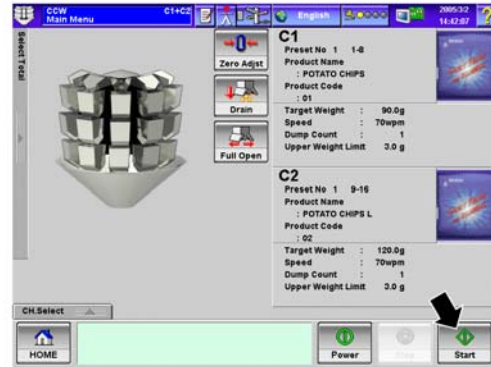 CCW
Main Menu
C1+C2
English
2005/3/2
14:42:07
?
Select Total
Zero Adjst
Drain
Full Open
C1
Preset No 1 1-8
Product Name
: POTATO CHIPS
Product Code
: 01
Target Weight : 90.0g
Speed : 70wpm
Dump Count : 1
Upper Weight Limit 3.0 g
C2
Preset No 1 9-16
Product Name
: POTATO CHIPS L
Product Code
: 02
Target Weight : 120.0g
Speed : 70wpm
Dump Count : 1
Upper Weight Limit 3.0 g
CH.Select
HOME
Power
Stop
Start